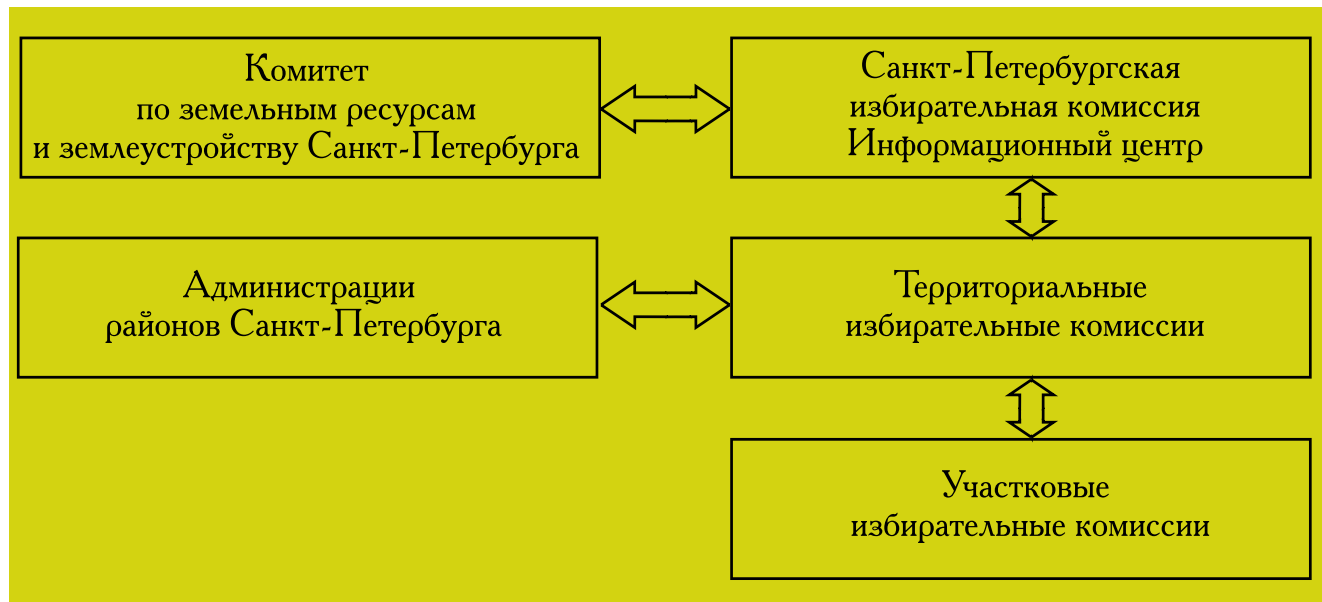 Комитет
по земельным ресурсам
и землеустройству Санкт-Петербурга
Санкт-Петербургская
избирательная комиссия
Информационный центр
Администрации
районов Санкт-Петербурга
Территориальные
избирательные комиссии
Участковые
избирательные комиссии